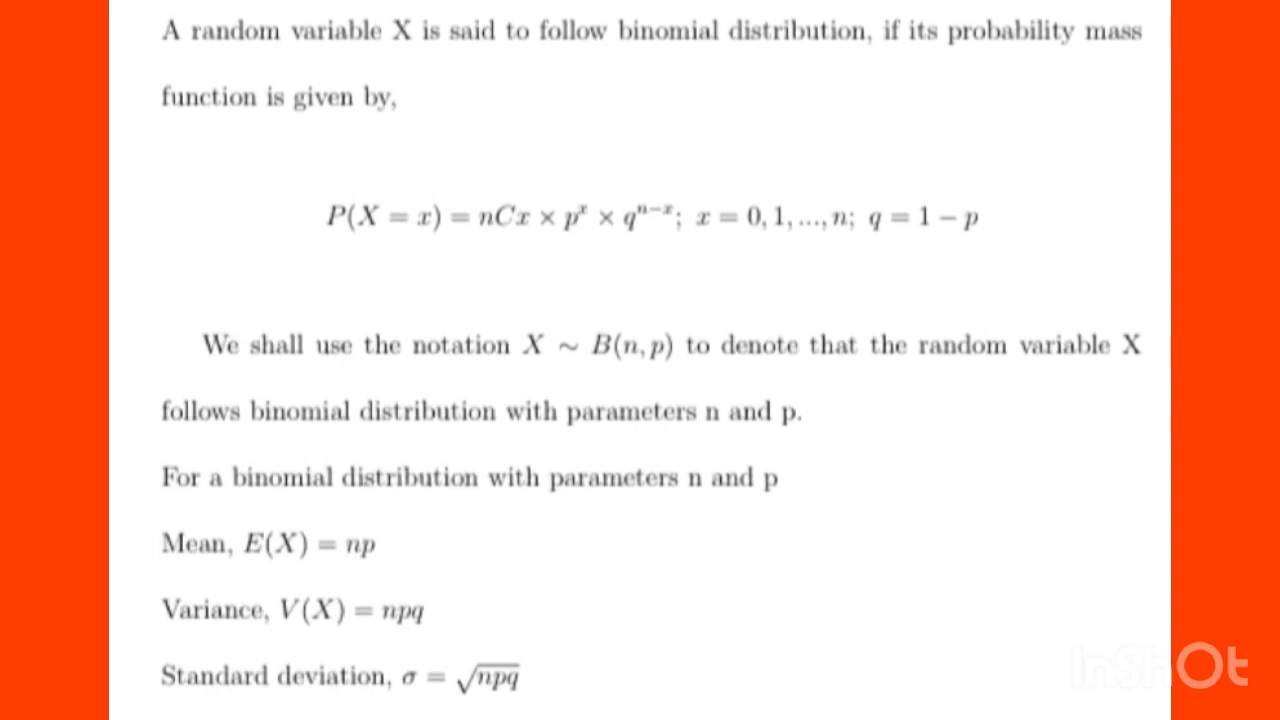 A random variable X is said to follow binomial distribution, if its probability mass
function is given by,
P(X = x) = nCx × pˣ × qⁿ⁻ˣ; x = 0, 1, ..., n; q = 1 − p
We shall use the notation X ∼ B(n, p) to denote that the random variable X
follows binomial distribution with parameters n and p.
For a binomial distribution with parameters n and p
Mean, E(X) = np
Variance, V(X) = npq
Standard deviation, σ = √npq
InShOt